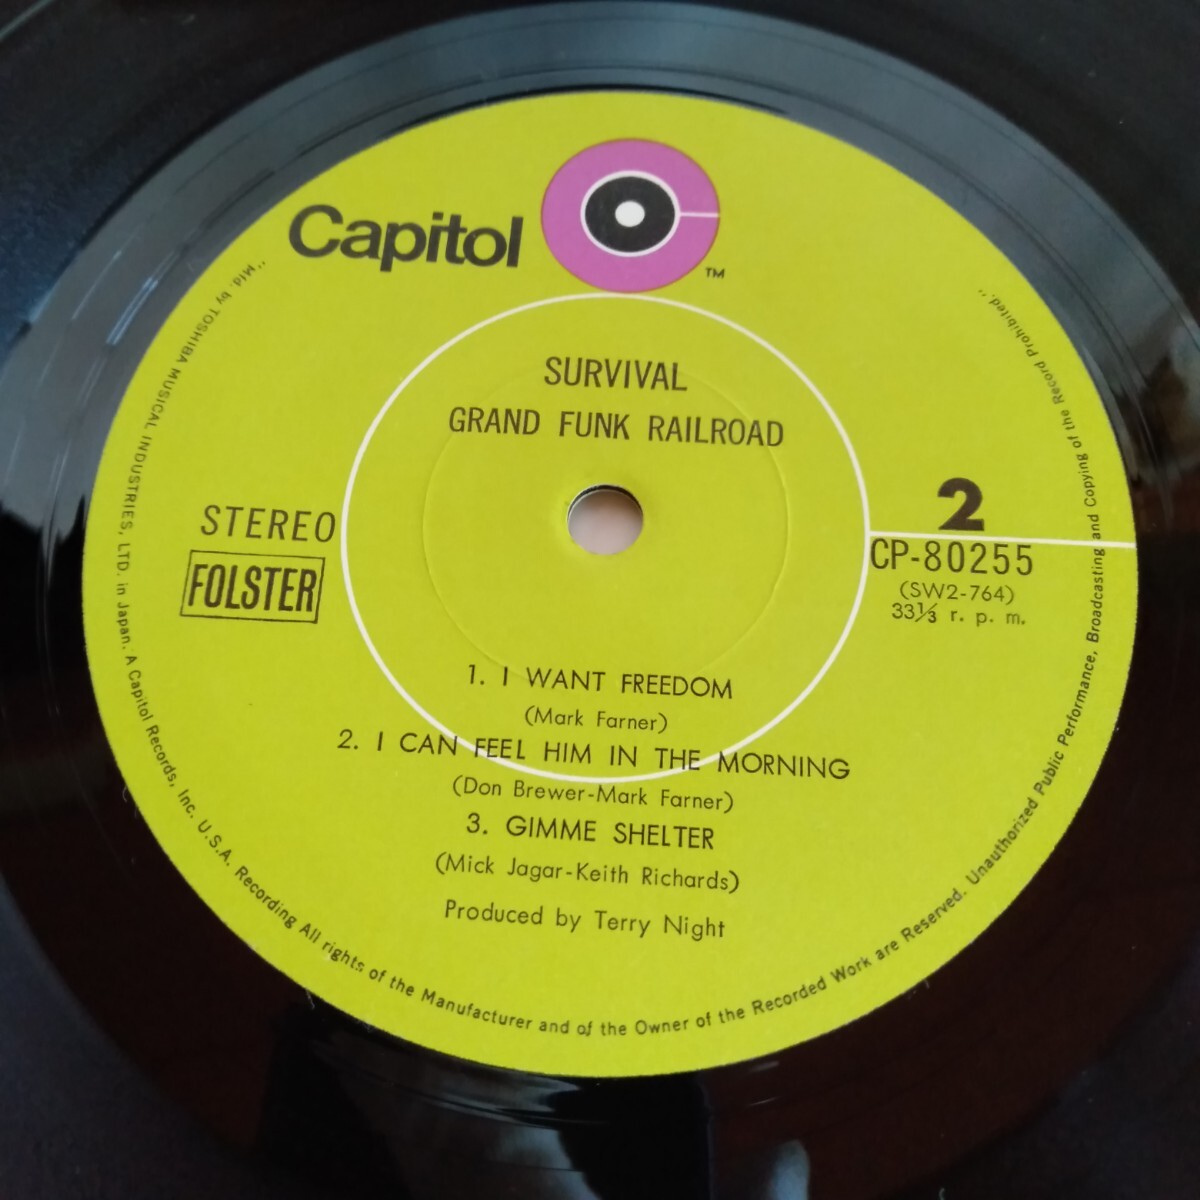 Capitol
TM
SURVIVAL
GRAND FUNK RAILROAD
STEREO
FOLSTER
2
CP-80255
(SW2-764)
33⅓ r. p. m.
1. I WANT FREEDOM
(Mark Farner)
2. I CAN FEEL HIM IN THE MORNING
(Don Brewer-Mark Farner)
3. GIMME SHELTER
(Mick Jagar-Keith Richards)
Produced by Terry Night
"Mfd. by TOSHIBA MUSICAL INDUSTRIES, LTD. in Japan. A Capitol Records, Inc. U.S.A. Recording All rights of the Manufacturer and of the Owner of the Recorded Work are Reserved. Unauthorized Public Performance, Broadcasting and Copying of the Record Prohibited."